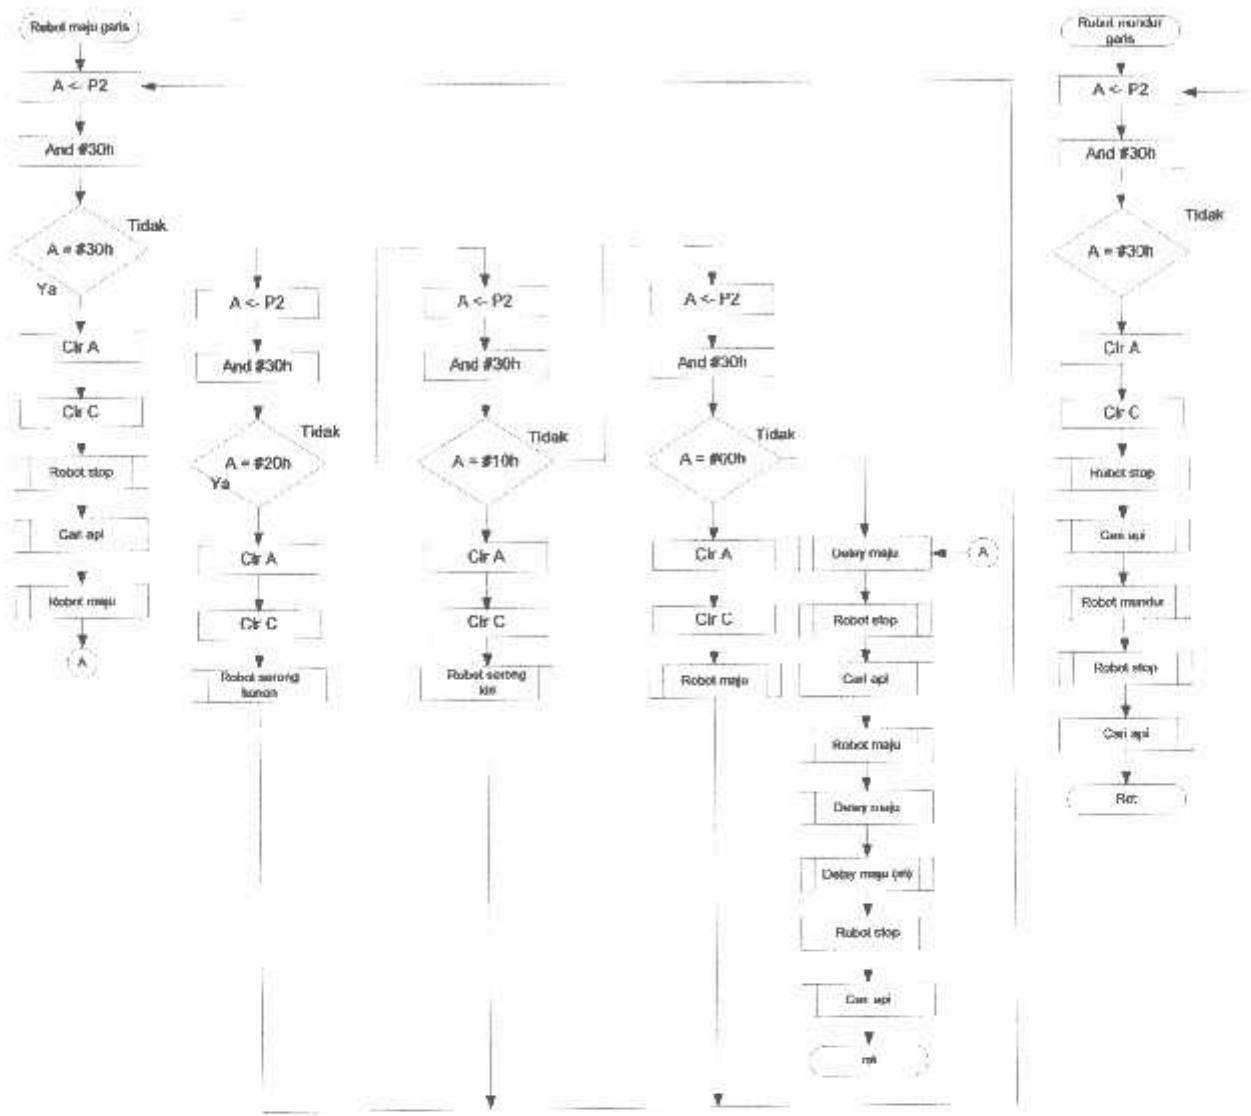 Robot maju garis
A <- P2
And #30h
A = #30h
Tidak
Ya
Clr A
Clr C
Robot stop
Cari api
Robot maju
A
A <- P2
And #30h
A = #20h
Tidak
Ya
Clr A
Clr C
Robot serong
kanan
A <- P2
And #30h
A = #10h
Tidak
Clr A
Clr C
Robot serong
kiri
A <- P2
And #30h
A = #00h
Tidak
Clr A
Clr C
Robot maju
Delay maju
A
Robot stop
Cari api
Robot maju
Delay maju
Delay maju
Robot stop
Cari api
ret
Robot mundur
garis
A <- P2
And #30h
A = #30h
Tidak
Clr A
Clr C
Robot stop
Cari api
Robot mundur
Robot stop
Cari api
Ret